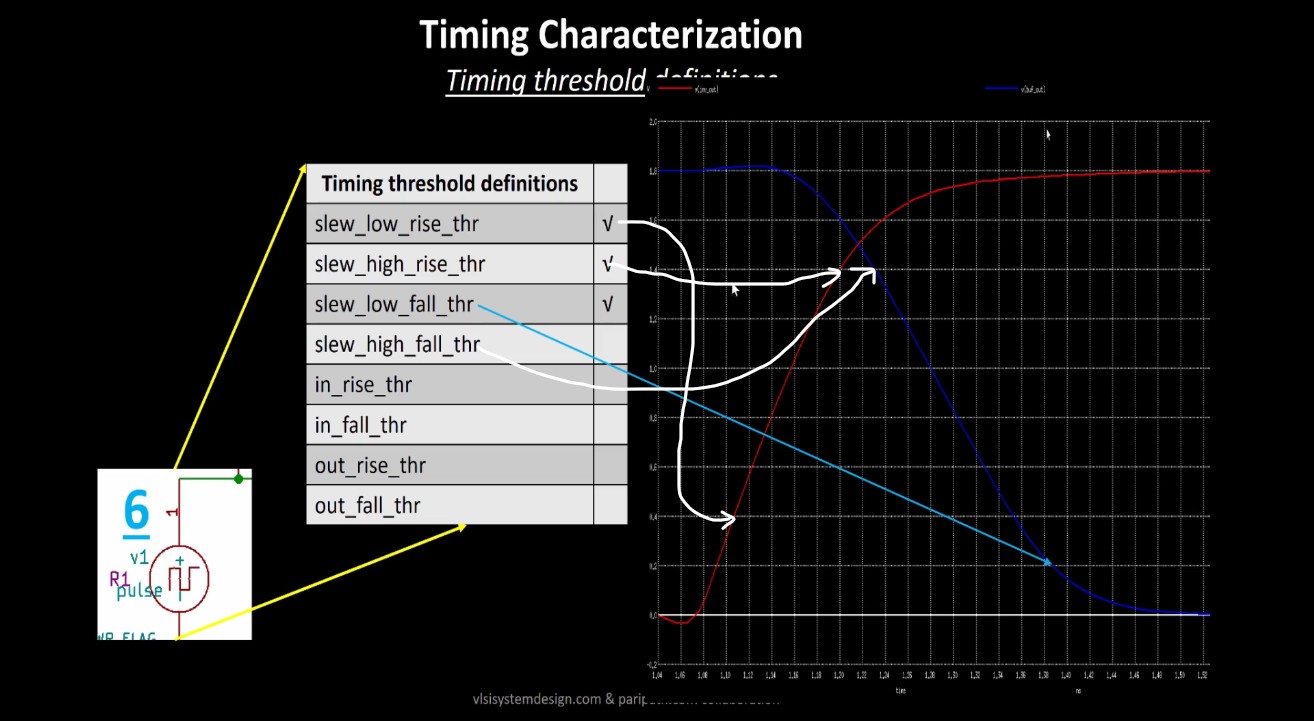 Timing Characterization
Timing threshold definitions
v(inv_out)
v(buf_out)
Timing threshold definitions
slew_low_rise_thr √
slew_high_rise_thr √
slew_low_fall_thr √
slew_high_fall_thr
in_rise_thr
in_fall_thr
out_rise_thr
out_fall_thr
V
2.0
1.8
1.6
1.4
1.2
1.0
0.8
0.6
0.4
0.2
0.0
-0.2
1.04 1.06 1.08 1.10 1.12 1.14 1.16 1.18 1.20 1.22 1.24 1.26 1.28 1.30 1.32 1.34 1.36 1.38 1.40 1.42 1.44 1.46 1.48 1.50 1.52
time ns
6
1
v1
+
R1
pulse
vlsisystemdesign.com &